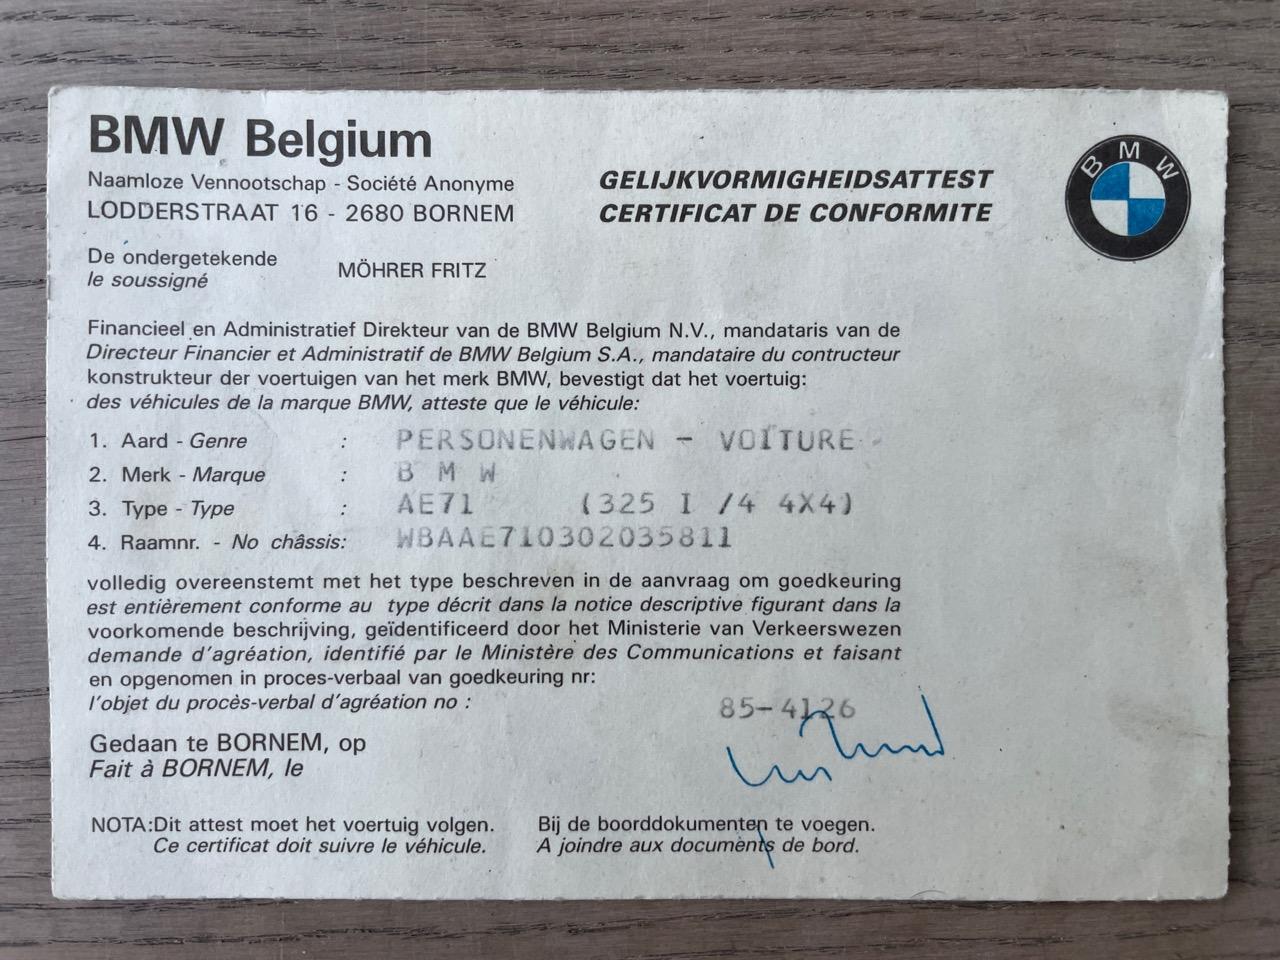 BMW Belgium
Naamloze Vennootschap - Société Anonyme
LODDERSTRAAT 16 - 2680 BORNEM
GELIJKVORMIGHEIDSATTEST
CERTIFICAT DE CONFORMITE
BMW
De ondergetekende
le soussigné
MÖHRER FRITZ
Financieel en Administratief Direkteur van de BMW Belgium N.V., mandataris van de
Directeur Financier et Administratif de BMW Belgium S.A., mandataire du contructeur
konstrukteur der voertuigen van het merk BMW, bevestigt dat het voertuig:
des véhicules de la marque BMW, atteste que le véhicule:
1. Aard - Genre : PERSONENWAGEN - VOITURE
2. Merk - Marque : B M W
3. Type - Type : AE71 (325 I /4 4X4)
4. Raamnr. - No châssis: WBAAE710302035811
volledig overeenstemt met het type beschreven in de aanvraag om goedkeuring
est entièrement conforme au type décrit dans la notice descriptive figurant dans la
voorkomende beschrijving, geïdentificeerd door het Ministerie van Verkeerswezen
demande d'agréation, identifié par le Ministère des Communications et faisant
en opgenomen in proces-verbaal van goedkeuring nr:
l'objet du procès-verbal d'agréation no :
85-4126
Gedaan te BORNEM, op
Fait à BORNEM, le
NOTA:Dit attest moet het voertuig volgen.
Ce certificat doit suivre le véhicule.
Bij de boorddokumenten te voegen.
A joindre aux documents de bord.